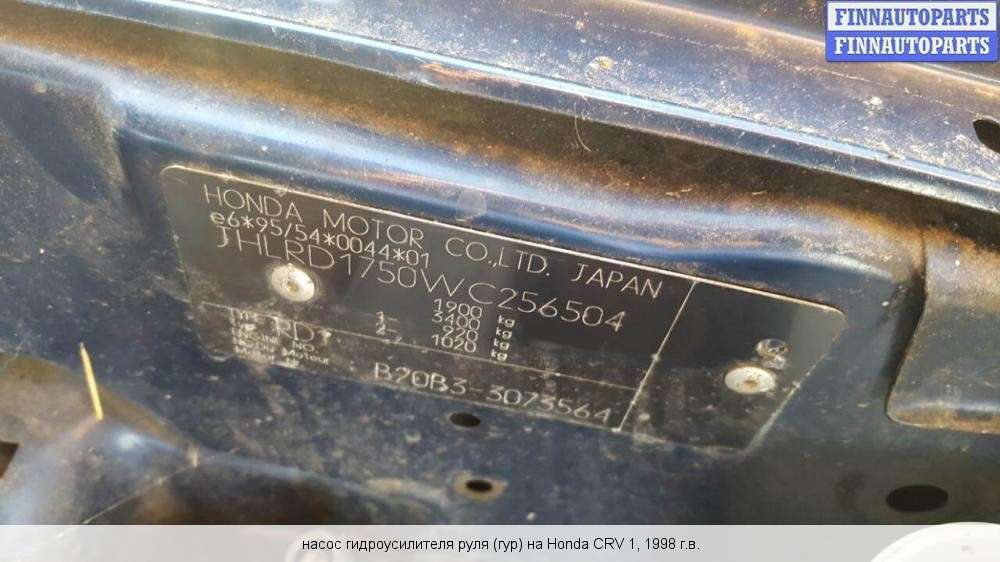 FINNAUTOPARTS
FINNAUTOPARTS
HONDA MOTOR CO.,LTD. JAPAN
e6*95/54*0044*01
JHLRD1750WC256504
1900 kg
3400 kg
1- 920 kg
2- 1020 kg
TYPE RD1
B20B3-3073564
насос гидроусилителя руля (гур) на Honda CRV 1, 1998 г.в.